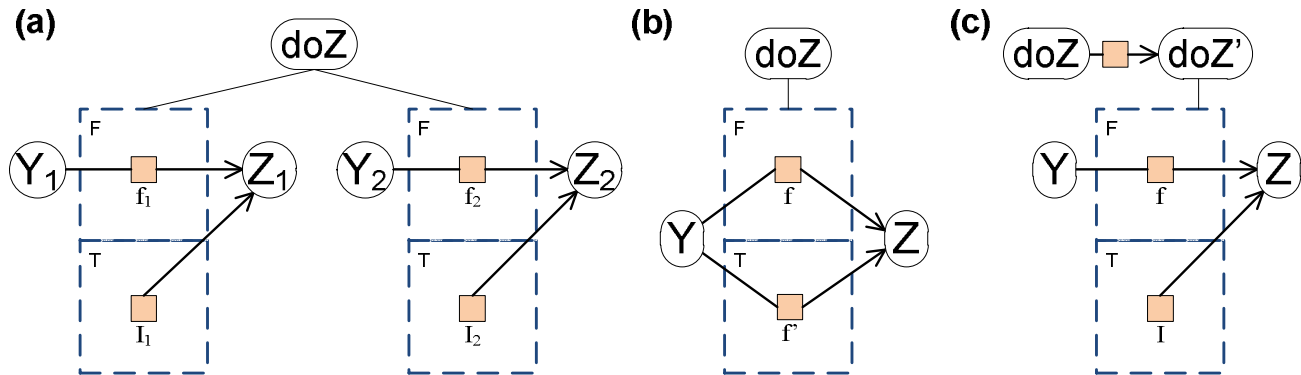 (a)
doZ
F
F
Y₁
f₁
Z₁
Y₂
f₂
Z₂
T
T
I₁
I₂
(b)
doZ
F
f
Y
Z
T
f’
(c)
doZ
doZ’
F
Y
f
Z
T
I